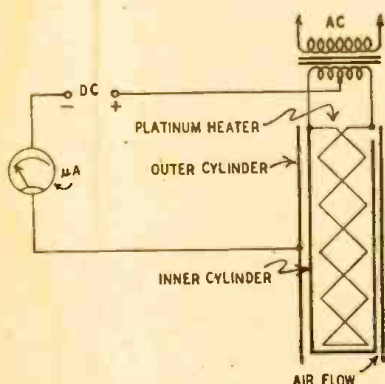 AC
DC
− +
PLATINUM HEATER
μA
OUTER CYLINDER
INNER CYLINDER
AIR FLOW